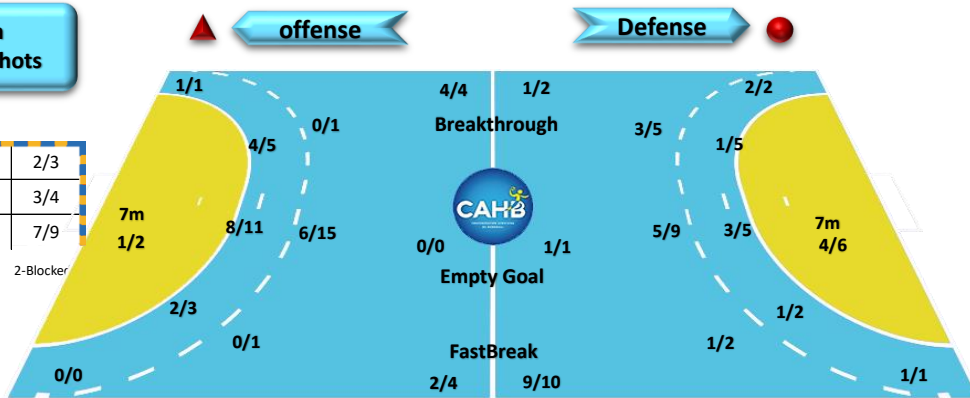 offense
Defense
hots
1/1
4/4
1/2
2/2
0/1
Breakthrough
3/5
4/5
1/5
2/3
3/4
7/9
7m
1/2
8/11
6/15
CAHB
5/9
3/5
7m
4/6
0/0
1/1
Empty Goal
2-Blocked
2/3
1/2
0/1
1/2
FastBreak
0/0
2/4
9/10
1/1